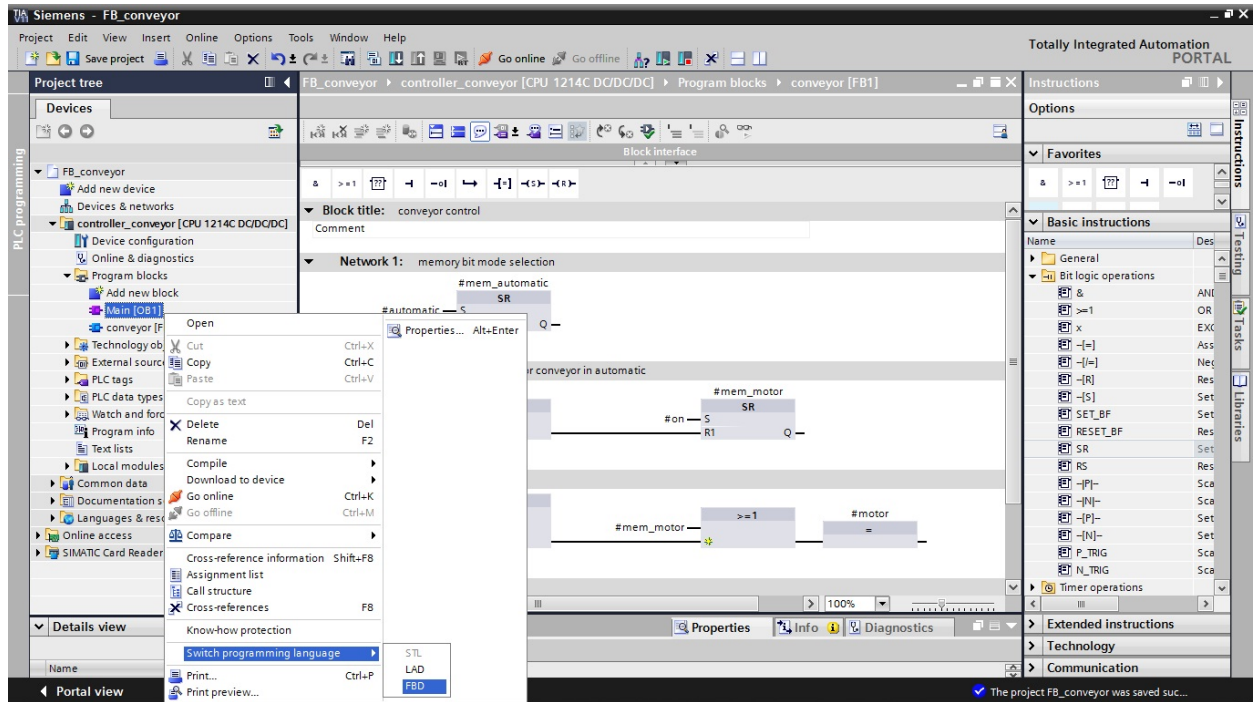 Siemens - FB_conveyor
Project Edit View Insert Online Options Tools Window Help
Save project Go online Go offline
Totally Integrated Automation
PORTAL
Project tree
FB_conveyor controller_conveyor [CPU 1214C DC/DC/DC] Program blocks conveyor [FB1]
Instructions
Devices
Options
Block interface
PLC programming
Favorites
& >=1 [??] -[=] -(S)- -(R)-
& >=1 [??]
Block title: conveyor control
Comment
Network 1: memory bit mode selection
#mem_automatic
SR
#automatic S
Q
r conveyor in automatic
#mem_motor
SR
#on S
R1 Q
#mem_motor
>=1
#motor
=
FB_conveyor
Add new device
Devices & networks
controller_conveyor [CPU 1214C DC/DC/DC]
Device configuration
Online & diagnostics
Program blocks
Add new block
Main [OB1]
conveyor [F
Technology obj
External source
PLC tags
PLC data types
Watch and forc
Program info
Text lists
Local modules
Common data
Documentation s
Languages & reso
Online access
SIMATIC Card Reader
Open
Cut Ctrl+X
Copy Ctrl+C
Paste Ctrl+V
Copy as text
Delete Del
Rename F2
Compile
Download to device
Go online Ctrl+K
Go offline Ctrl+M
Compare
Cross-reference information Shift+F8
Assignment list
Call structure
Cross-references F8
Know-how protection
Switch programming language
Print... Ctrl+P
Print preview...
Properties... Alt+Enter
STL
LAD
FBD
Basic instructions
Name Des
General
Bit logic operations
& AND
>=1 OR
x EXC
-[=] Ass
-[/=] Neg
-[R] Res
-[S] Set
SET_BF Set
RESET_BF Res
SR Set
RS Res
-|P|- Sca
-|N|- Sca
-[P]- Set
-[N]- Set
P_TRIG Sca
N_TRIG Sca
Timer operations
Extended instructions
Technology
Communication
Instructions
Testing
Tasks
Libraries
100%
Properties Info Diagnostics
Details view
Name
Portal view
The project FB_conveyor was saved suc...